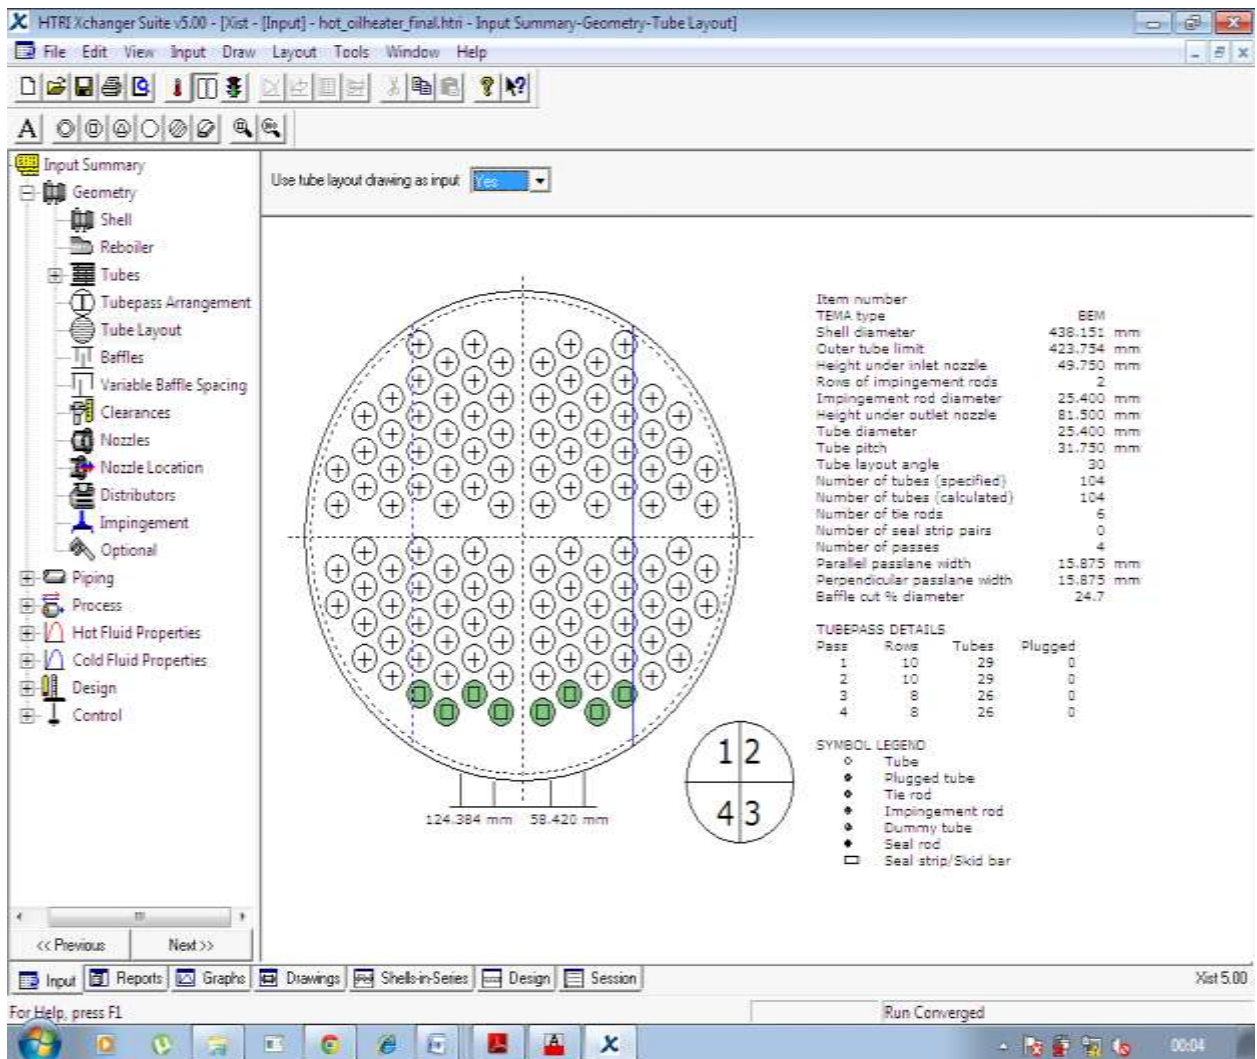 HTRI Xchanger Suite v5.00 - [Xist - [Input] - hot_oilheater_final.htri - Input Summary-Geometry-Tube Layout]
File Edit View Input Draw Layout Tools Window Help
A
Input Summary
Geometry
Shell
Reboiler
Tubes
Tubepass Arrangement
Tube Layout
Baffles
Variable Baffle Spacing
Clearances
Nozzles
Nozzle Location
Distributors
Impingement
Optional
Piping
Process
Hot Fluid Properties
Cold Fluid Properties
Design
Control
<< Previous Next >>
Use tube layout drawing as input Yes
124.384 mm 58.420 mm
1 2
4 3
Item number
TEMA type BEM
Shell diameter 438.151 mm
Outer tube limit 423.754 mm
Height under inlet nozzle 49.750 mm
Rows of impingement rods 2
Impingement rod diameter 25.400 mm
Height under outlet nozzle 81.500 mm
Tube diameter 25.400 mm
Tube pitch 31.750 mm
Tube layout angle 30
Number of tubes (specified) 104
Number of tubes (calculated) 104
Number of tie rods 6
Number of seal strip pairs 0
Number of passes 4
Parallel passlane width 15.875 mm
Perpendicular passlane width 15.875 mm
Baffle cut % diameter 24.7
TUBEPASS DETAILS
Pass Rows Tubes Plugged
1 10 29 0
2 10 29 0
3 8 26 0
4 8 26 0
SYMBOL LEGEND
Tube
Plugged tube
Tie rod
Impingement rod
Dummy tube
Seal rod
Seal strip/Skid bar
Input Reports Graphs Drawings Shells-in-Series Design Session Xist 5.00
For Help, press F1 Run Converged
00:04